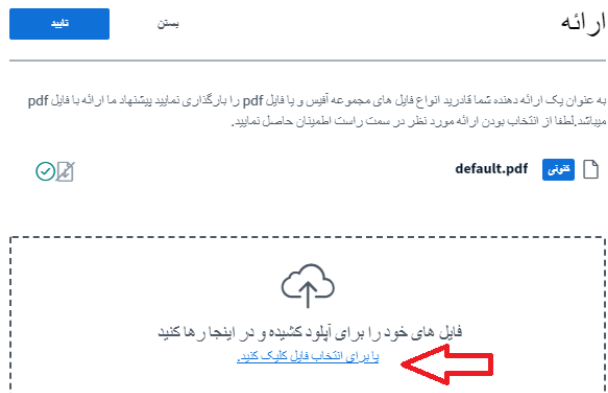 ارائه
بستن
تایید
به عنوان یک ارائه دهنده شما قادرید انواع فایل های مجموعه آفیس و یا فایل pdf را بارگذاری نمایید پیشنهاد ما ارائه با فایل pdf
میباشد.لطفا از انتخاب بودن ارائه مورد نظر در سمت راست اطمینان حاصل نمایید.
کنونی default.pdf
فایل های خود را برای آپلود کشیده و در اینجا رها کنید
یا برای انتخاب فایل کلیک کنید.